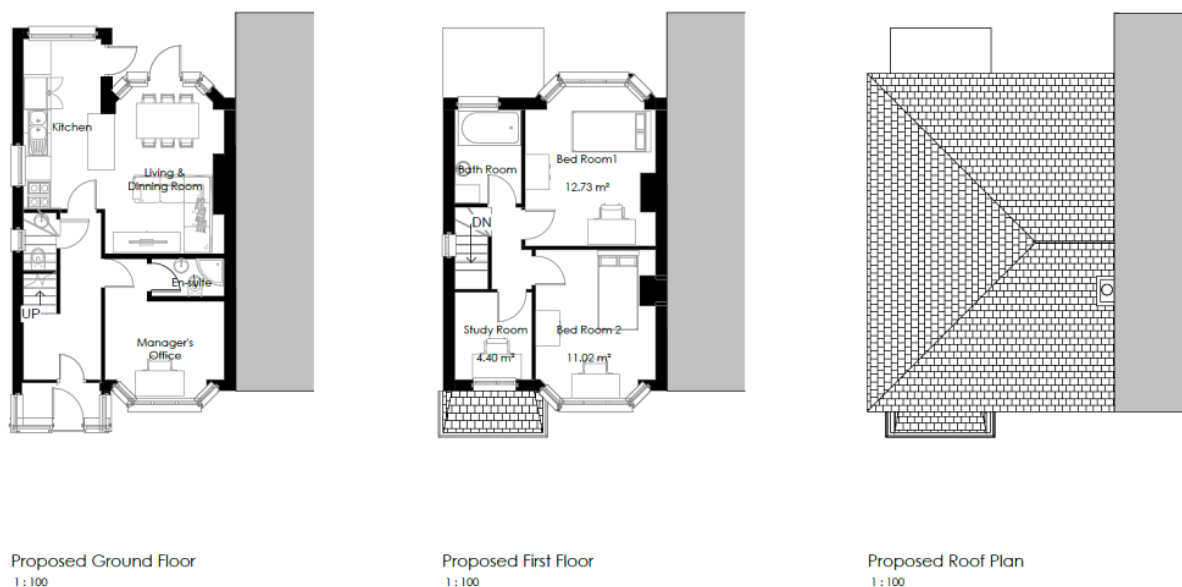 Kitchen
Living &
Dinning Room
En-suite
UP
Manager's
Office
Bath Room
Bed Room1
12.73 m²
DN
Study Room
4.40 m²
Bed Room 2
11.02 m²
Proposed Ground Floor
1 : 100
Proposed First Floor
1 : 100
Proposed Roof Plan
1 : 100